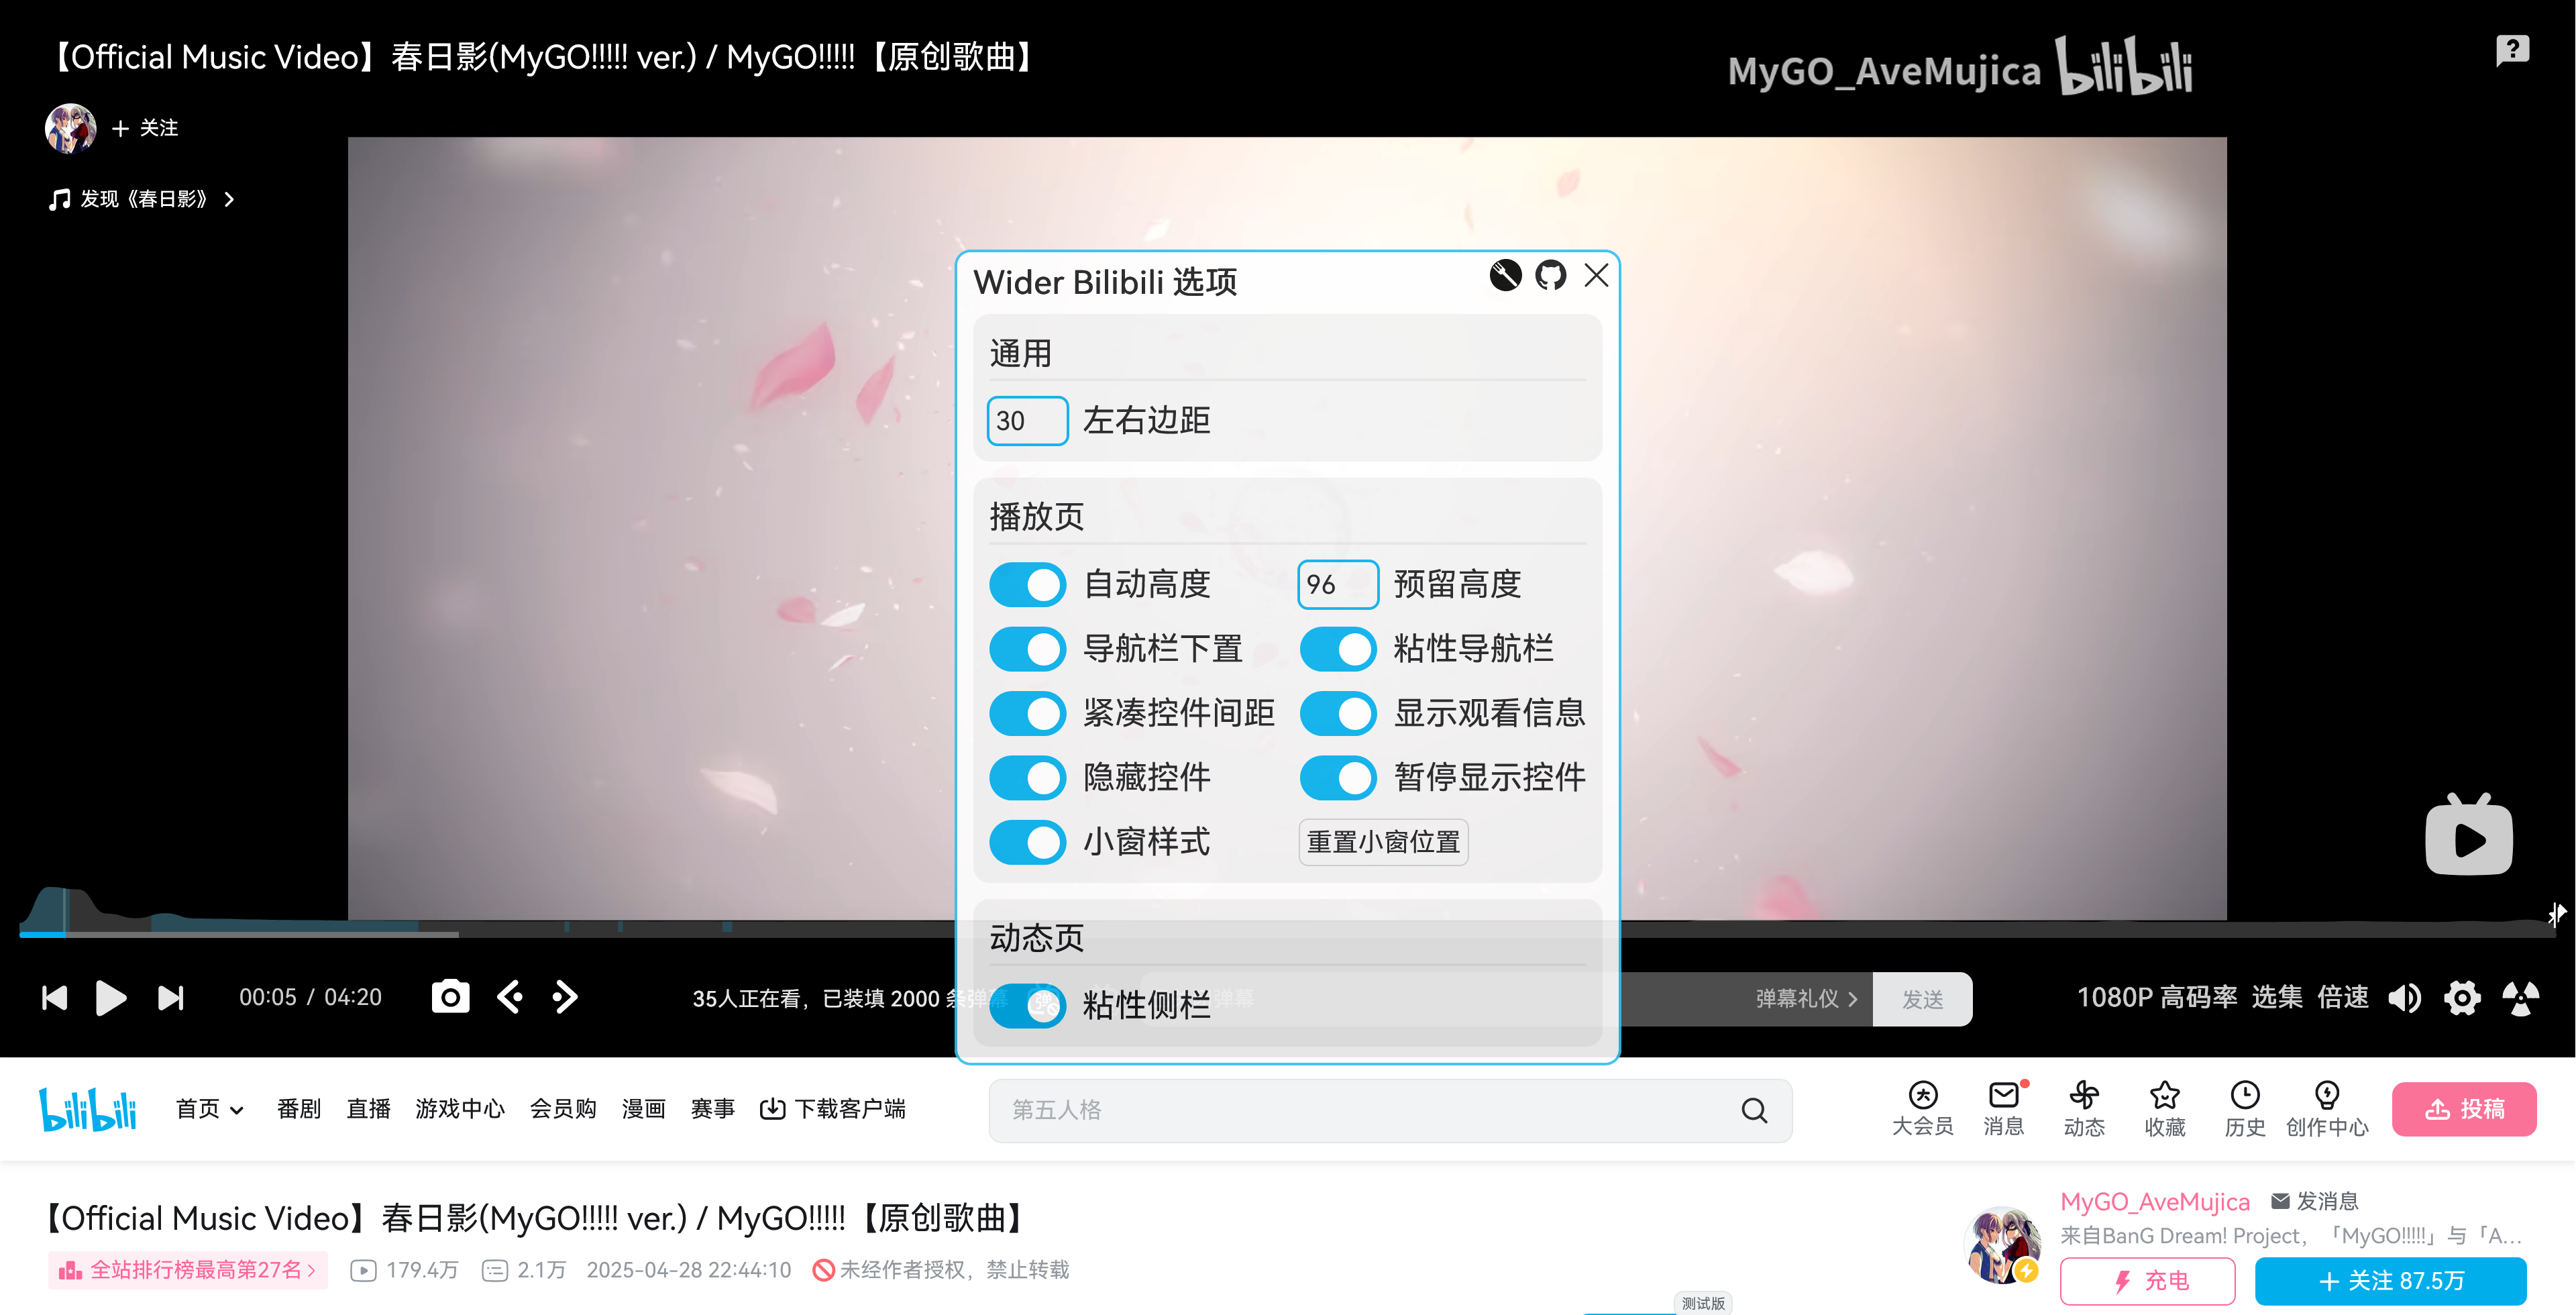 【Official Music Video】春日影(MyGO!!!!! ver.) / MyGO!!!!!【原创歌曲】
MyGO_AveMujica bilibili
+ 关注
发现《春日影》
Wider Bilibili 选项
通用
30 左右边距
播放页
自动高度 96 预留高度
导航栏下置 粘性导航栏
紧凑控件间距 显示观看信息
隐藏控件 暂停显示控件
小窗样式 重置小窗位置
动态页
粘性侧栏
00:05 / 04:20 35人正在看，已装填 2000 条弹幕 弹幕礼仪 发送 1080P 高码率 选集 倍速
bilibili 首页 番剧 直播 游戏中心 会员购 漫画 赛事 下载客户端 第五人格 大会员 消息 动态 收藏 历史 创作中心 投稿
【Official Music Video】春日影(MyGO!!!!! ver.) / MyGO!!!!!【原创歌曲】
全站排行榜最高第27名 179.4万 2.1万 2025-04-28 22:44:10 未经作者授权，禁止转载
MyGO_AveMujica 发消息
来自BanG Dream! Project，「MyGO!!!!!」与「A...
充电 + 关注 87.5万
测试版